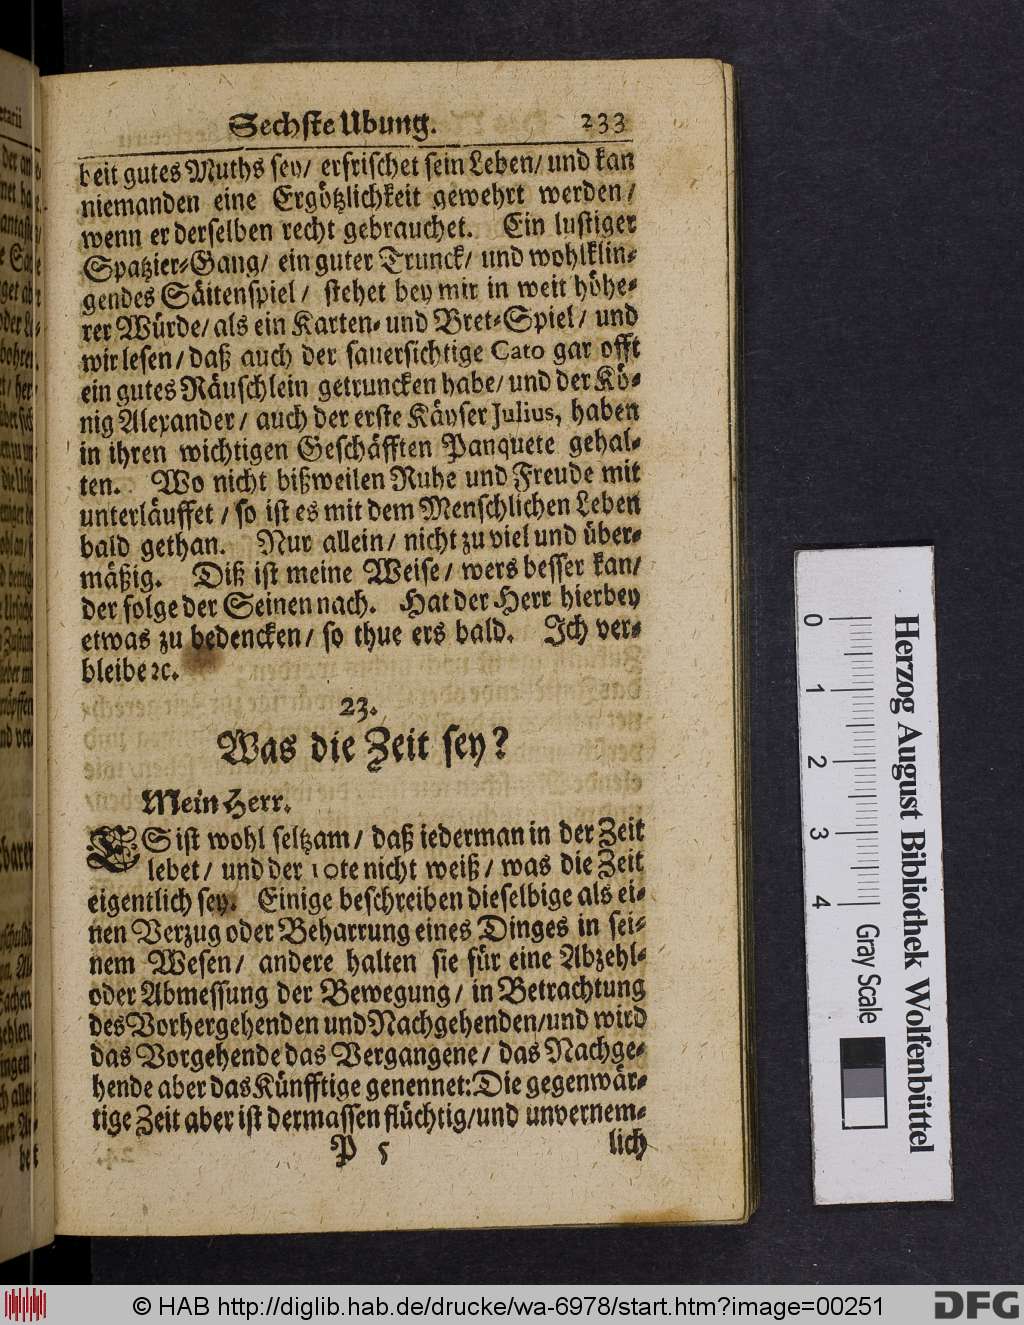 Sechste Ubung. 233
beit gutes Muths sey/ erfrischet sein Leben/ und kan
niemanden eine Ergötzlichkeit gewehrt werden/
wenn er derselben recht gebrauchet. Ein lustiger
Spatzier-Gang/ ein guter Trunck/ und wohlklin-
gendes Säitenspiel/ stehet bey mir in weit höhe-
rer Würde/ als ein Karten- und Bret-Spiel/ und
wir lesen/ daß auch der sauersichtige Cato gar offt
ein gutes Räuschlein getruncken habe/ und der Kö-
nig Alexander/ auch der erste Käyser Julius, haben
in ihren wichtigen Geschäfften Panquete gehal-
ten. Wo nicht bißweilen Ruhe und Freude mit
unterläuffet/ so ist es mit dem Menschlichen Leben
bald gethan. Nur allein/ nicht zu viel und über-
mäßig. Diß ist meine Weise/ wers besser kan/
der folge der Seinen nach. Hat der Herr hierbey
etwas zu bedencken/ so thue ers bald. Ich ver-
bleibe ꝛc.
23.
Was die Zeit sey?
Mein Herr.
ES ist wohl seltzam/ daß iederman in der Zeit
lebet/ und der 10te nicht weiß/ was die Zeit
eigentlich sey. Einige beschreiben dieselbige als ei-
nen Verzug oder Beharrung eines Dinges in sei-
nem Wesen/ andere halten sie für eine Abzehl-
oder Abmessung der Bewegung/ in Betrachtung
des Vorhergehenden und Nachgehenden/und wird
das Vorgehende das Vergangene/ das Nachge-
hende aber das Künfftige genennet: Die gegenwär-
tige Zeit aber ist dermassen flüchtig/und unvernem-
P 5 lich
0 1 2 3 4
Herzog August Bibliothek Wolfenbüttel
Gray Scale
© HAB http://diglib.hab.de/drucke/wa-6978/start.htm?image=00251
DFG